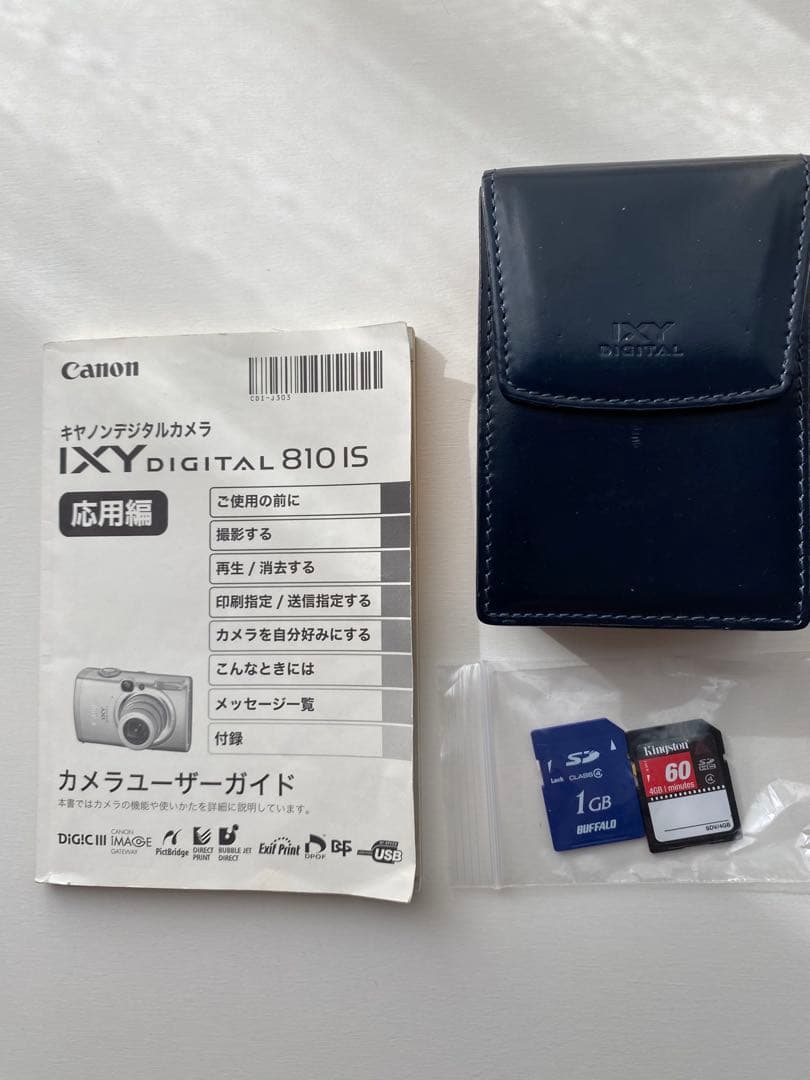 Canon
CDI-J303
キヤノンデジタルカメラ
IXY DIGITAL 810 IS
応用編
ご使用の前に
撮影する
再生 / 消去する
印刷指定 / 送信指定する
カメラを自分好みにする
こんなときには
メッセージ一覧
付録
カメラユーザーガイド
本書ではカメラの機能や使いかたを詳細に説明しています。
DIGIC III
CANON iMAGE GATEWAY
PictBridge
DIRECT PRINT
BUBBLE JET DIRECT
Exif Print
DPOF
USB
IXY
DIGITAL
SD
Lock
CLASS4
1GB
BUFFALO
Kingston
60
4GB | minutes
SD4/4GB